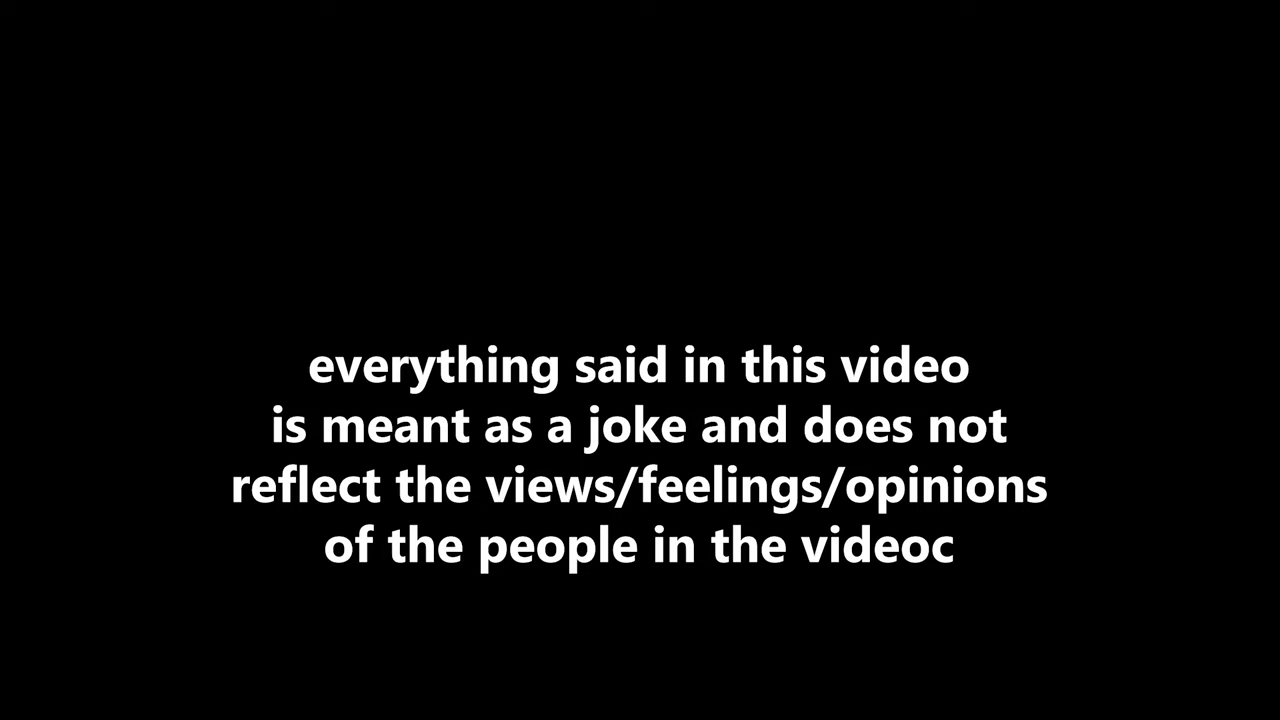 everything said in this video
is meant as a joke and does not
reflect the views/feelings/opinions
of the people in the videoc